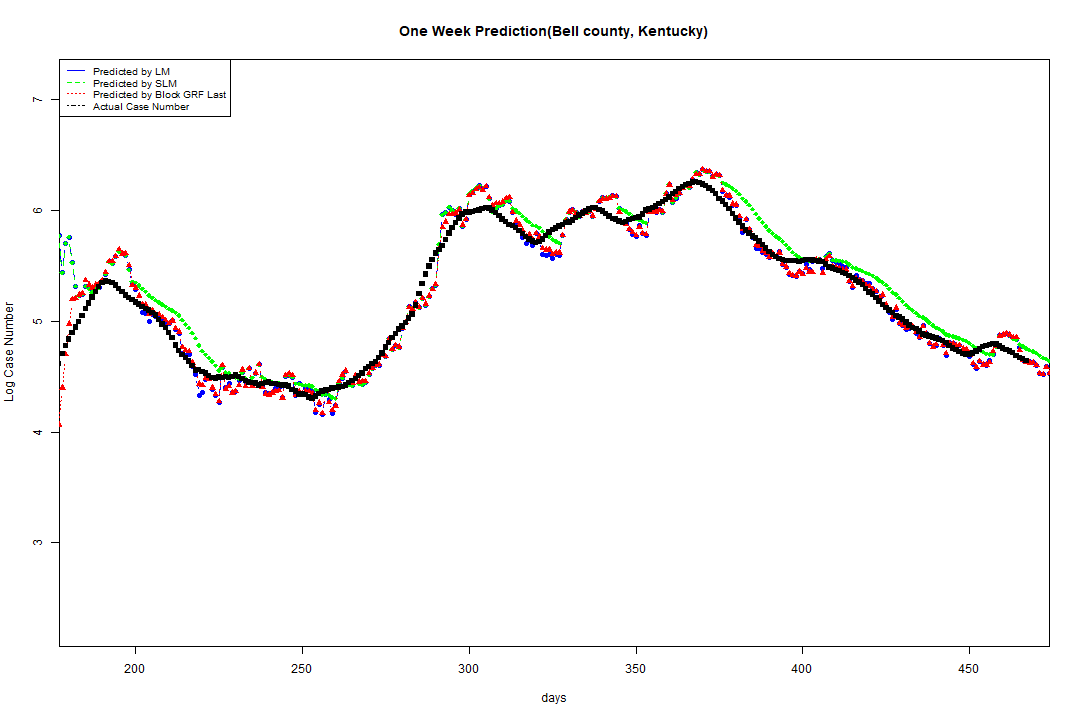 One Week Prediction(Bell county, Kentucky)
Predicted by LM
Predicted by SLM
Predicted by Block GRF Last
Actual Case Number
7
6
5
4
3
Log Case Number
200 250 300 350 400 450
days